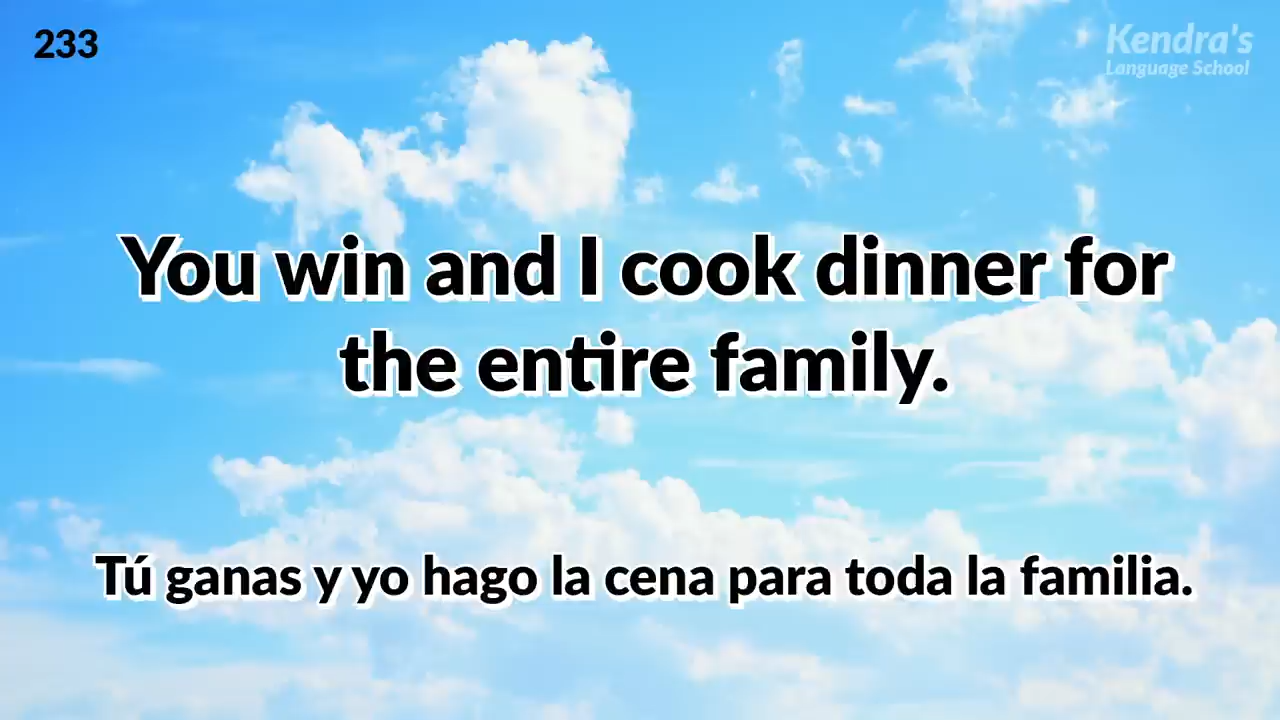 233
Kendra's
Language School
You win and I cook dinner for
the entire family.
Tú ganas y yo hago la cena para toda la familia.